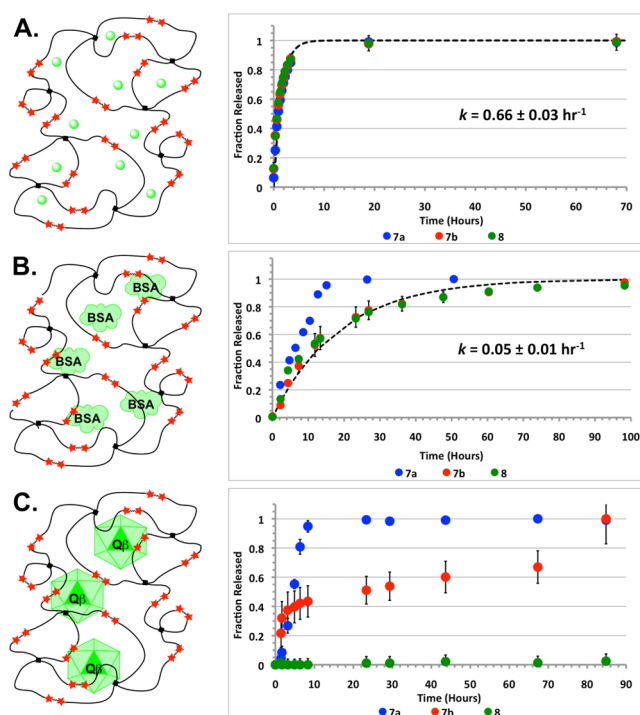 A.
Fraction Released
1
0.8
0.6
0.4
0.2
0
k = 0.66 ± 0.03 hr-1
0 10 20 30 40 50 60 70
Time (Hours)
7a 7b 8
B.
BSA
BSA
BSA
BSA
BSA
Fraction Released
1
0.8
0.6
0.4
0.2
0
k = 0.05 ± 0.01 hr-1
0 20 40 60 80 100
Time (Hours)
7a 7b 8
C.
Qβ
Qβ
Qβ
Fraction Released
1
0.8
0.6
0.4
0.2
0
0 10 20 30 40 50 60 70 80 90
Time (Hours)
7a 7b 8